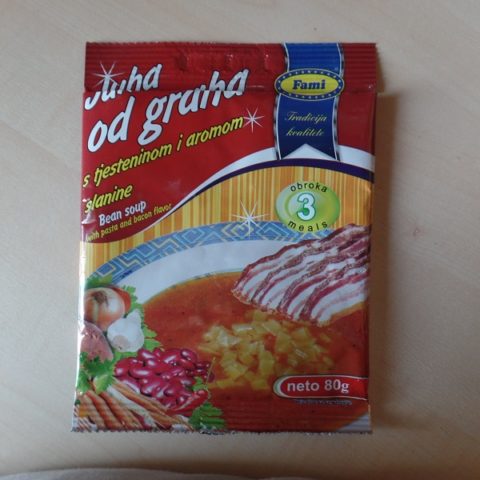 Juha
od graha
s tjesteninom i aromom
slanine
Bean soup
with pasta and bacon flavor
Fami
Tradicija
kvalitete
obroka
3
meals
neto 80g